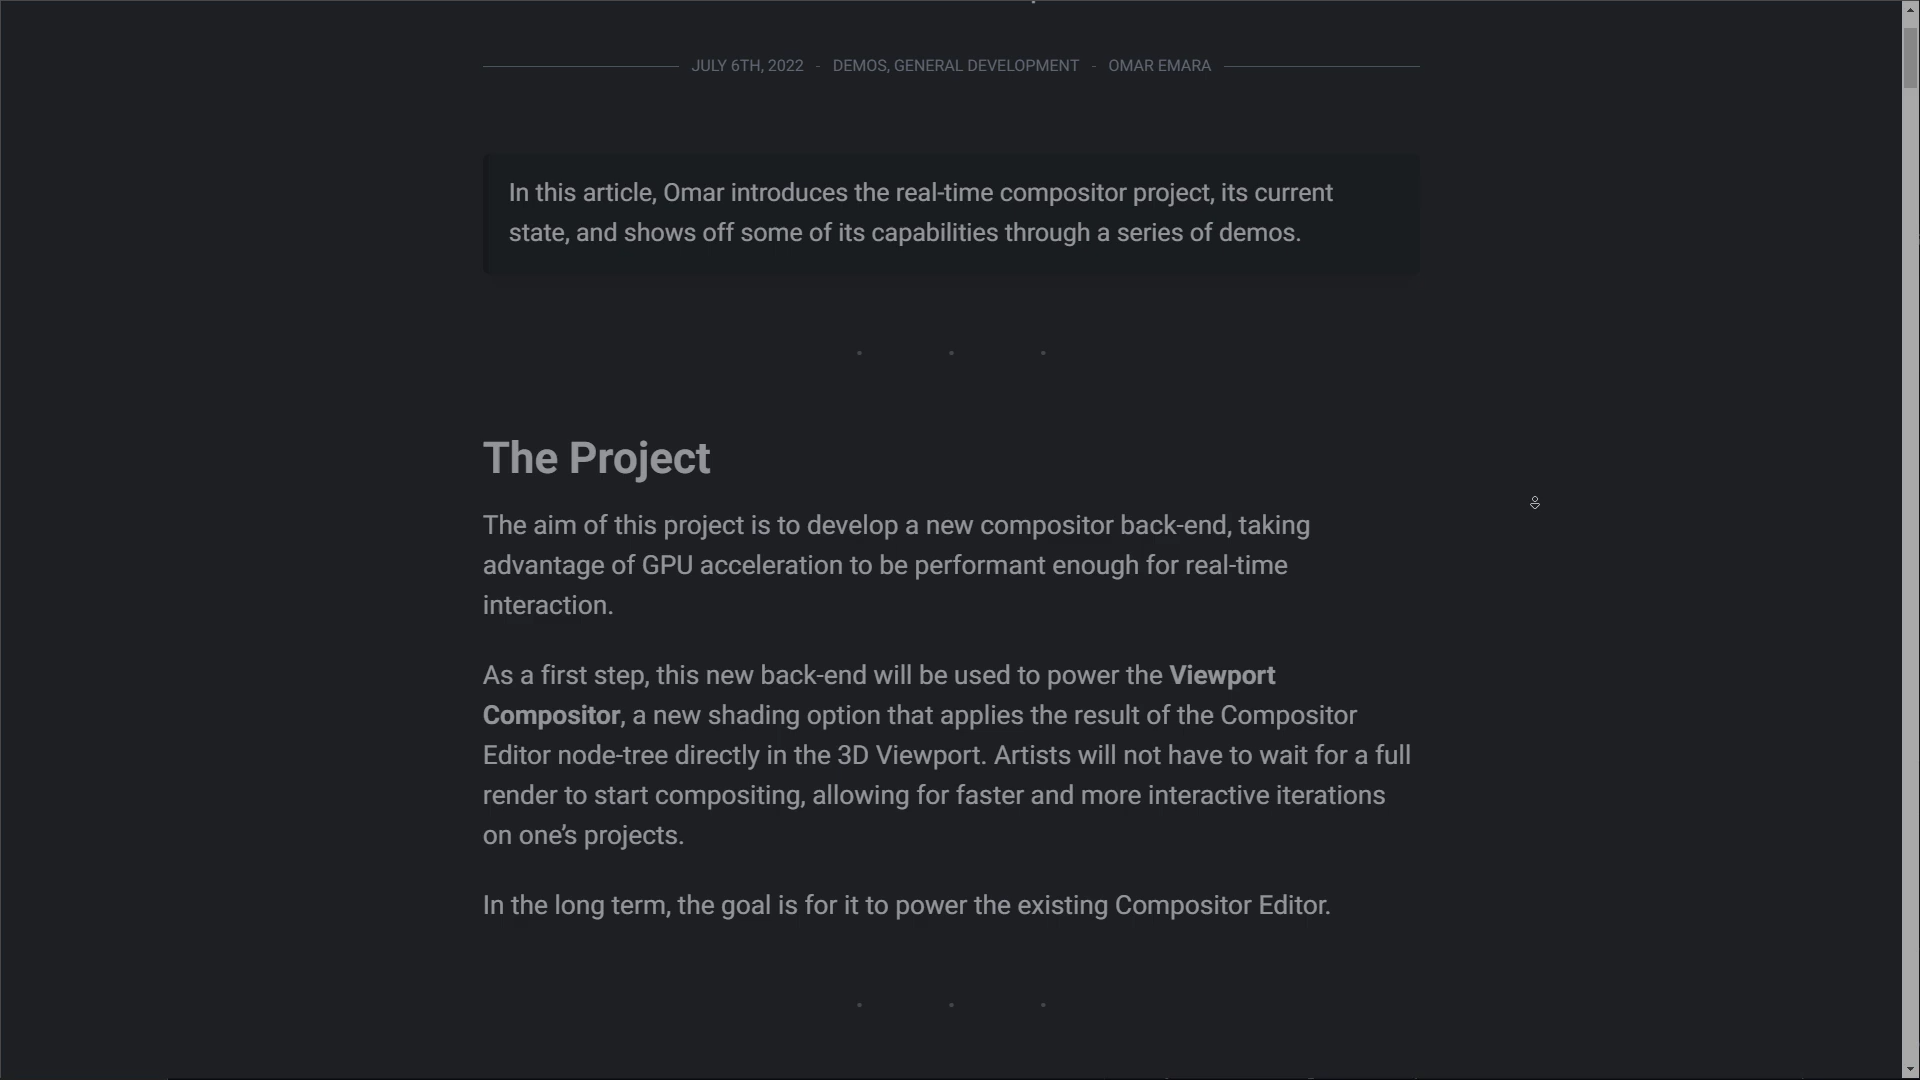 JULY 6TH, 2022 - DEMOS, GENERAL DEVELOPMENT - OMAR EMARA
In this article, Omar introduces the real-time compositor project, its current
state, and shows off some of its capabilities through a series of demos.
The Project
The aim of this project is to develop a new compositor back-end, taking
advantage of GPU acceleration to be performant enough for real-time
interaction.
As a first step, this new back-end will be used to power the Viewport
Compositor, a new shading option that applies the result of the Compositor
Editor node-tree directly in the 3D Viewport. Artists will not have to wait for a full
render to start compositing, allowing for faster and more interactive iterations
on one’s projects.
In the long term, the goal is for it to power the existing Compositor Editor.